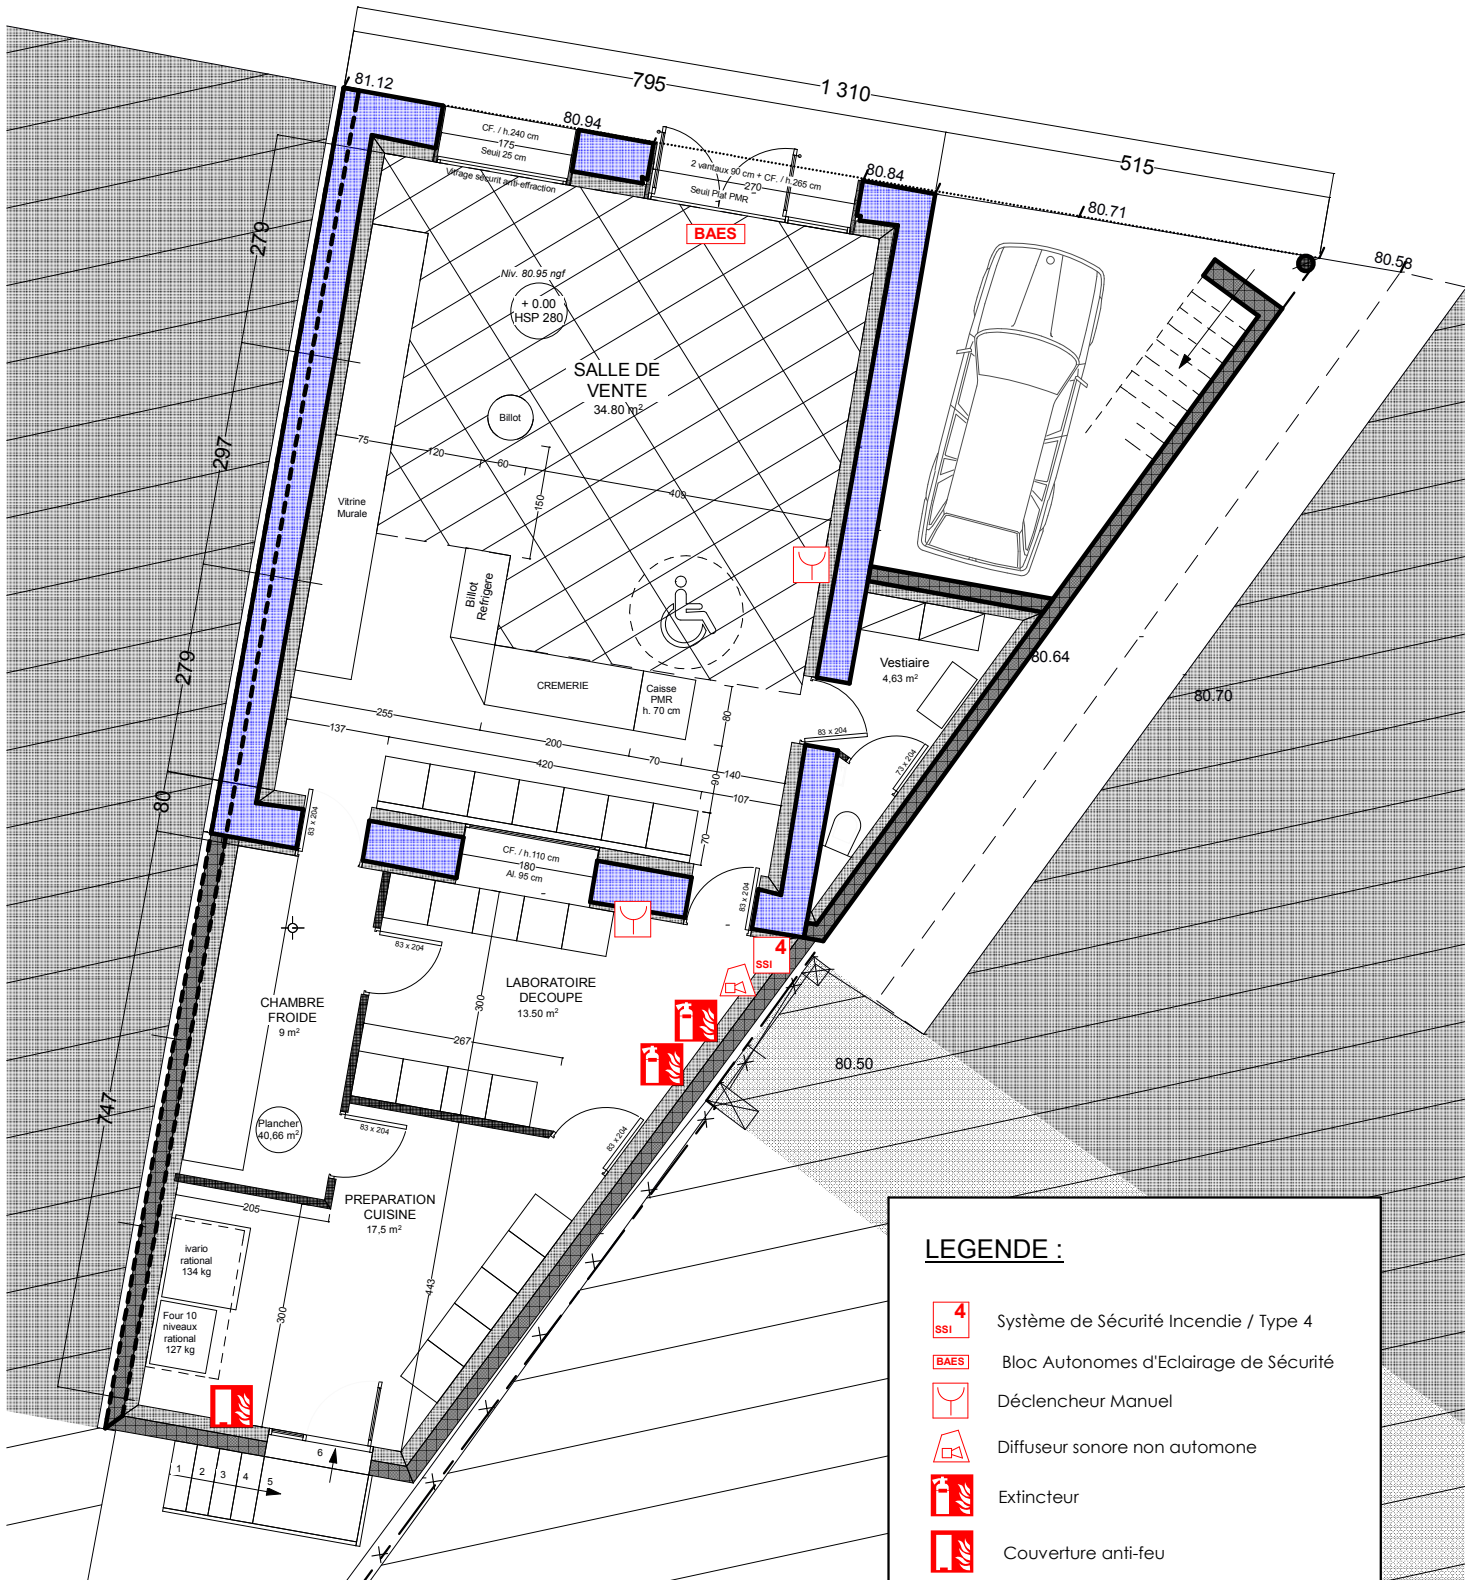 1 310
795
515
81.12
80.94
80.84
80.71
80.58
CF. / h.240 cm
175
Seuil 25 cm
Vitrage sécurit anti-effraction
2 vantaux 90 cm + CF. / h.265 cm
270
Seuil Plat PMR
BAES
279
297
279
80
747
Niv. 80.95 ngf
+ 0.00
HSP 280
SALLE DE
VENTE
34.80 m²
Billot
75
120
60
150
400
Vitrine
Murale
Billot
Refrigere
CREMERIE
Caisse
PMR
h. 70 cm
Vestiaire
4,63 m²
80.64
80.70
83 x 204
73 x 204
255
200
70
140
137
420
107
80
90
70
83 x 204
CF. / h.110 cm
180
Al. 95 cm
83 x 204
83 x 204
4
SSI
CHAMBRE
FROIDE
9 m²
LABORATOIRE
DECOUPE
13.50 m²
300
267
80.50
Plancher
40,66 m²
83 x 204
83 x 204
PREPARATION
CUISINE
17,5 m²
205
443
300
ivario
rational
134 kg
Four 10
niveaux
rational
127 kg
1
2
3
4
5
6
LEGENDE :
4
SSI
Système de Sécurité Incendie / Type 4
BAES
Bloc Autonomes d'Eclairage de Sécurité
Déclencheur Manuel
Diffuseur sonore non automone
Extincteur
Couverture anti-feu